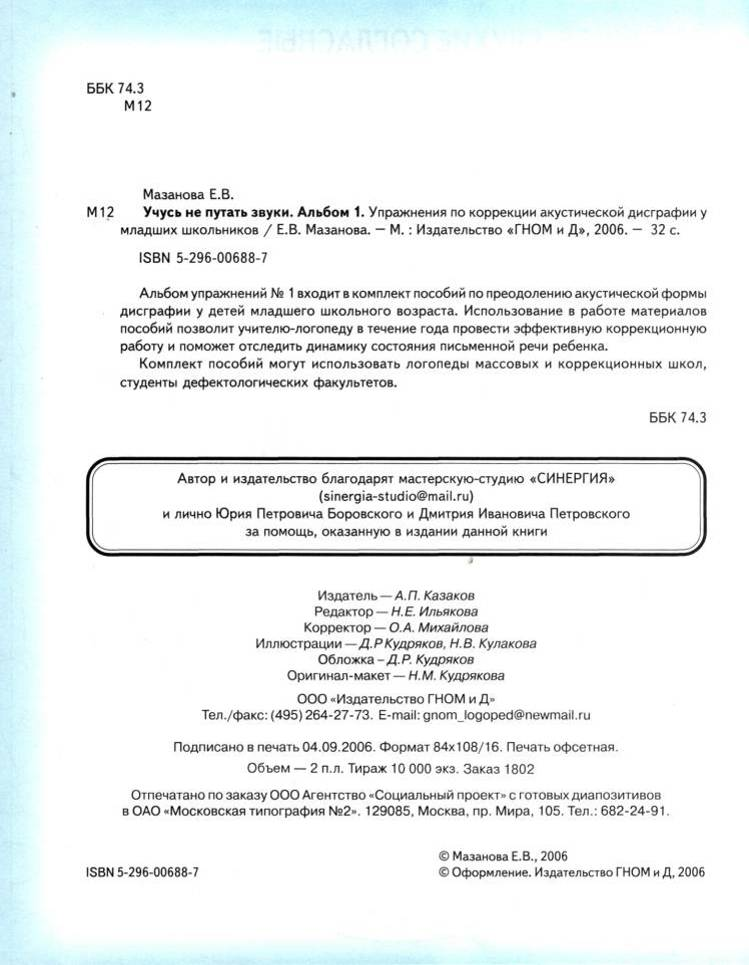 ББК 74.3
М12
Мазанова Е.В.
М12 Учусь не путать звуки. Альбом 1. Упражнения по коррекции акустической дисграфии у
младших школьников / Е.В. Мазанова. — М. : Издательство «ГНОМ и Д», 2006. — 32 с.
ISBN 5-296-00688-7
Альбом упражнений № 1 входит в комплект пособий по преодолению акустической формы
дисграфии у детей младшего школьного возраста. Использование в работе материалов
пособий позволит учителю-логопеду в течение года провести эффективную коррекционную
работу и поможет отследить динамику состояния письменной речи ребенка.
Комплект пособий могут использовать логопеды массовых и коррекционных школ,
студенты дефектологических факультетов.
ББК 74.3
Автор и издательство благодарят мастерскую-студию «СИНЕРГИЯ»
(sinergia-studio@mail.ru)
и лично Юрия Петровича Боровского и Дмитрия Ивановича Петровского
за помощь, оказанную в издании данной книги
Издатель — А.П. Казаков
Редактор — Н.Е. Ильякова
Корректор — О.А. Михайлова
Иллюстрации — Д.Р Кудряков, Н.В. Кулакова
Обложка – Д.Р. Кудряков
Оригинал-макет — Н.М. Кудрякова
ООО «Издательство ГНОМ и Д»
Тел./факс: (495) 264-27-73. E-mail: gnom_logoped@newmail.ru
Подписано в печать 04.09.2006. Формат 84х108/16. Печать офсетная.
Объем — 2 п.л. Тираж 10 000 экз. Заказ 1802
Отпечатано по заказу ООО Агентство «Социальный проект» с готовых диапозитивов
в ОАО «Московская типография №2». 129085, Москва, пр. Мира, 105. Тел.: 682-24-91.
© Мазанова Е.В., 2006
ISBN 5-296-00688-7 © Оформление. Издательство ГНОМ и Д, 2006